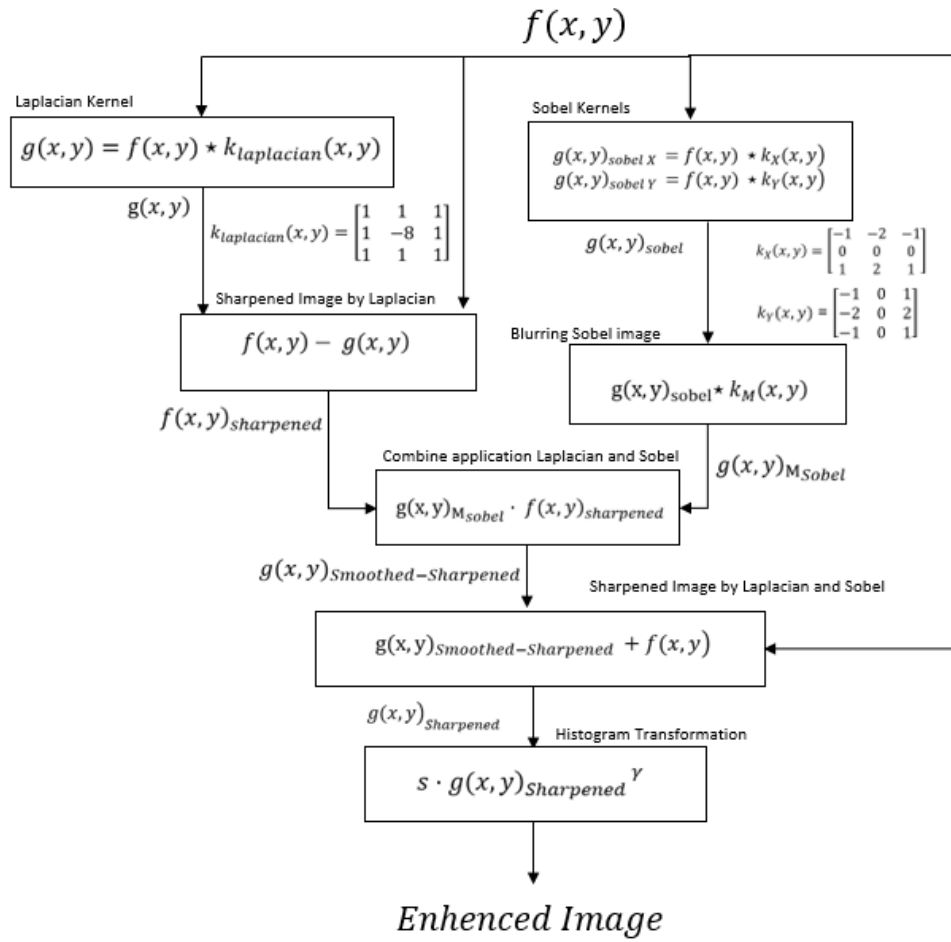 f(x, y)
Laplacian Kernel
g(x, y) = f(x, y) ⋆ k_laplacian(x, y)
g(x, y)
k_laplacian(x, y) = [1 1 1
1 −8 1
1 1 1]
Sharpened Image by Laplacian
f(x, y) − g(x, y)
f(x, y)_sharpened
Sobel Kernels
g(x, y)_sobel X = f(x, y) ⋆ k_X(x, y)
g(x, y)_sobel Y = f(x, y) ⋆ k_Y(x, y)
g(x, y)_sobel
k_X(x, y) = [−1 −2 −1
0 0 0
1 2 1]
k_Y(x, y) = [−1 0 1
−2 0 2
−1 0 1]
Blurring Sobel image
g(x, y)_sobel ⋆ k_M(x, y)
g(x, y)_M_Sobel
Combine application Laplacian and Sobel
g(x, y)_M_sobel · f(x, y)_sharpened
g(x, y)_Smoothed−Sharpened
Sharpened Image by Laplacian and Sobel
g(x, y)_Smoothed−Sharpened + f(x, y)
g(x, y)_Sharpened
Histogram Transformation
s · g(x, y)_Sharpened^γ
Enhenced Image